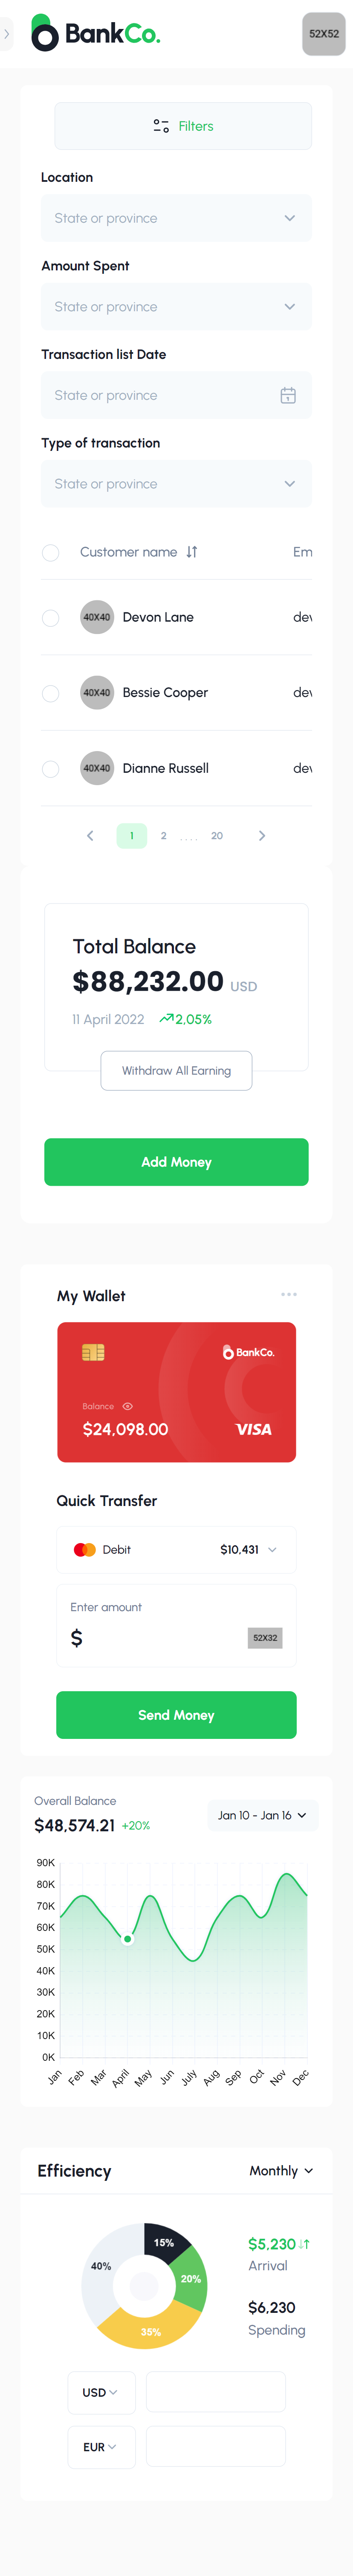 BankCo.
52X52
Filters
Location
State or province
Amount Spent
State or province
Transaction list Date
State or province
Type of transaction
State or province
Customer name Em
40X40 Devon Lane dev
40X40 Bessie Cooper dev
40X40 Dianne Russell dev
1 2 .... 20
Total Balance
$88,232.00 USD
11 April 2022 2,05%
Withdraw All Earning
Add Money
My Wallet
BankCo.
Balance
$24,098.00 VISA
Quick Transfer
Debit $10,431
Enter amount
$ 52X32
Send Money
Overall Balance
$48,574.21 +20%
Jan 10 - Jan 16
90K
80K
70K
60K
50K
40K
30K
20K
10K
0K
Jan Feb Mar April May Jun July Aug Sep Oct Nov Dec
Efficiency Monthly
15%
40%
20%
35%
$5,230
Arrival
$6,230
Spending
USD
EUR